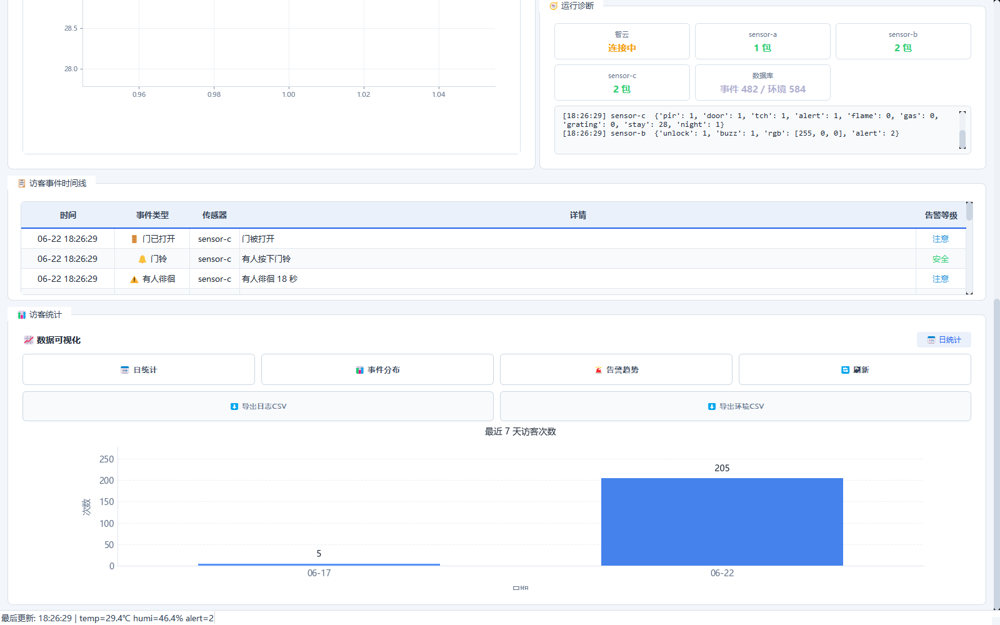 28.5
28.0
0.96 0.98 1.00 1.02 1.04
运行诊断
智云
连接中
sensor-a
1 包
sensor-b
2 包
sensor-c
2 包
数据库
事件 482 / 环境 584
[18:26:29] sensor-c  {'pir': 1, 'door': 1, 'tch': 1, 'alert': 1, 'flame': 0, 'gas': 0,
'grating': 0, 'stay': 28, 'night': 1}
[18:26:29] sensor-b  {'unlock': 1, 'buzz': 1, 'rgb': [255, 0, 0], 'alert': 2}
访客事件时间线
时间 事件类型 传感器 详情 告警等级
06-22 18:26:29 门已打开 sensor-c 门被打开 注意
06-22 18:26:29 门铃 sensor-c 有人按下门铃 安全
06-22 18:26:29 有人徘徊 sensor-c 有人徘徊 18 秒 注意
访客统计
数据可视化
日统计
日统计
事件分布
告警趋势
刷新
导出日志CSV
导出环境CSV
最近 7 天访客次数
次数
250
200
150
100
50
0
5
205
06-17 06-22
日期
最后更新: 18:26:29 | temp=29.4℃ humi=46.4% alert=2